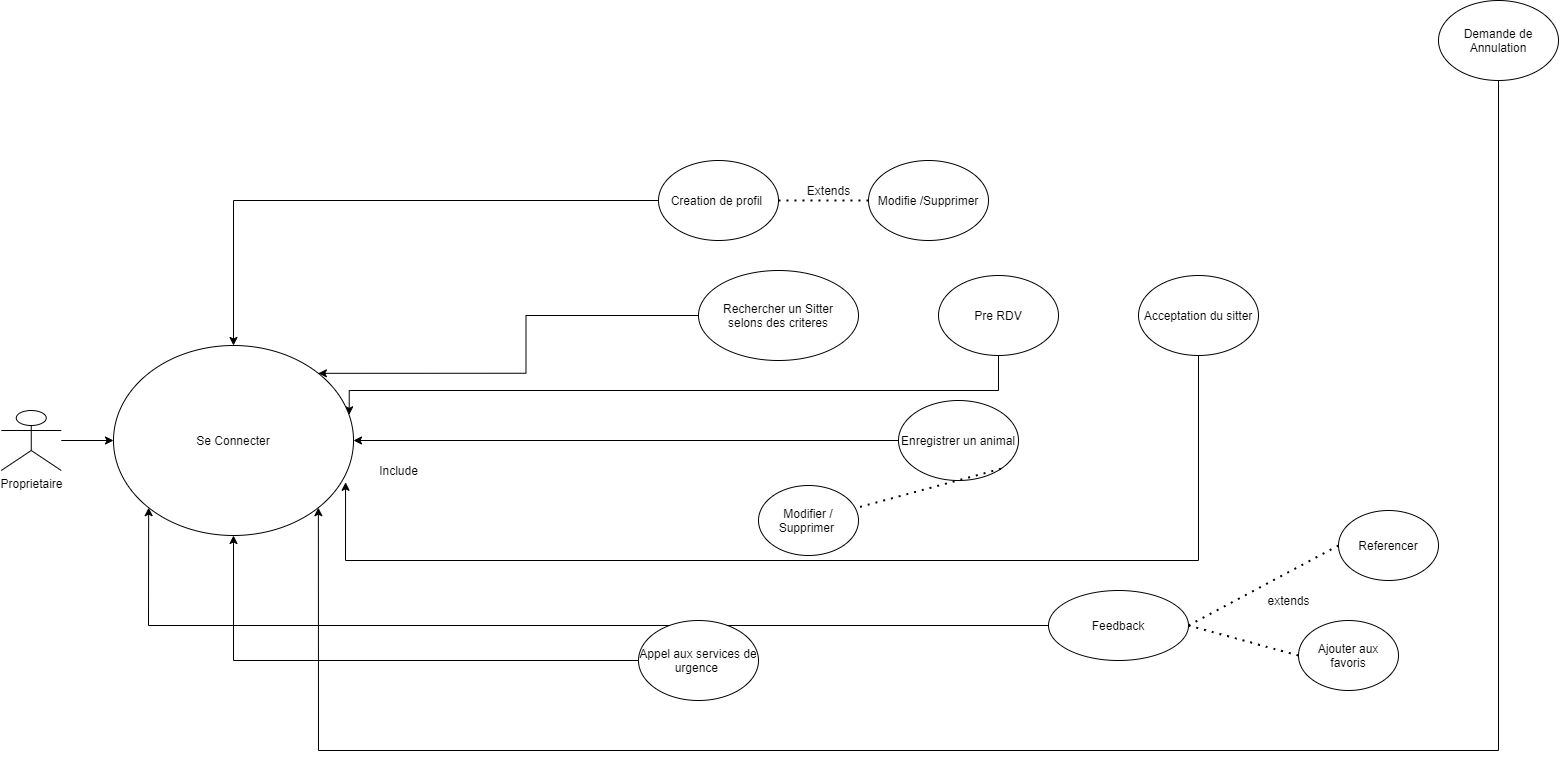 Demande de
Annulation
Creation de profil
Extends
Modifie /Supprimer
Rechercher un Sitter
selons des criteres
Pre RDV
Acceptation du sitter
Se Connecter
Enregistrer un animal
Include
Proprietaire
Modifier /
Supprimer
Referencer
extends
Feedback
Ajouter aux
favoris
Appel aux services de
urgence